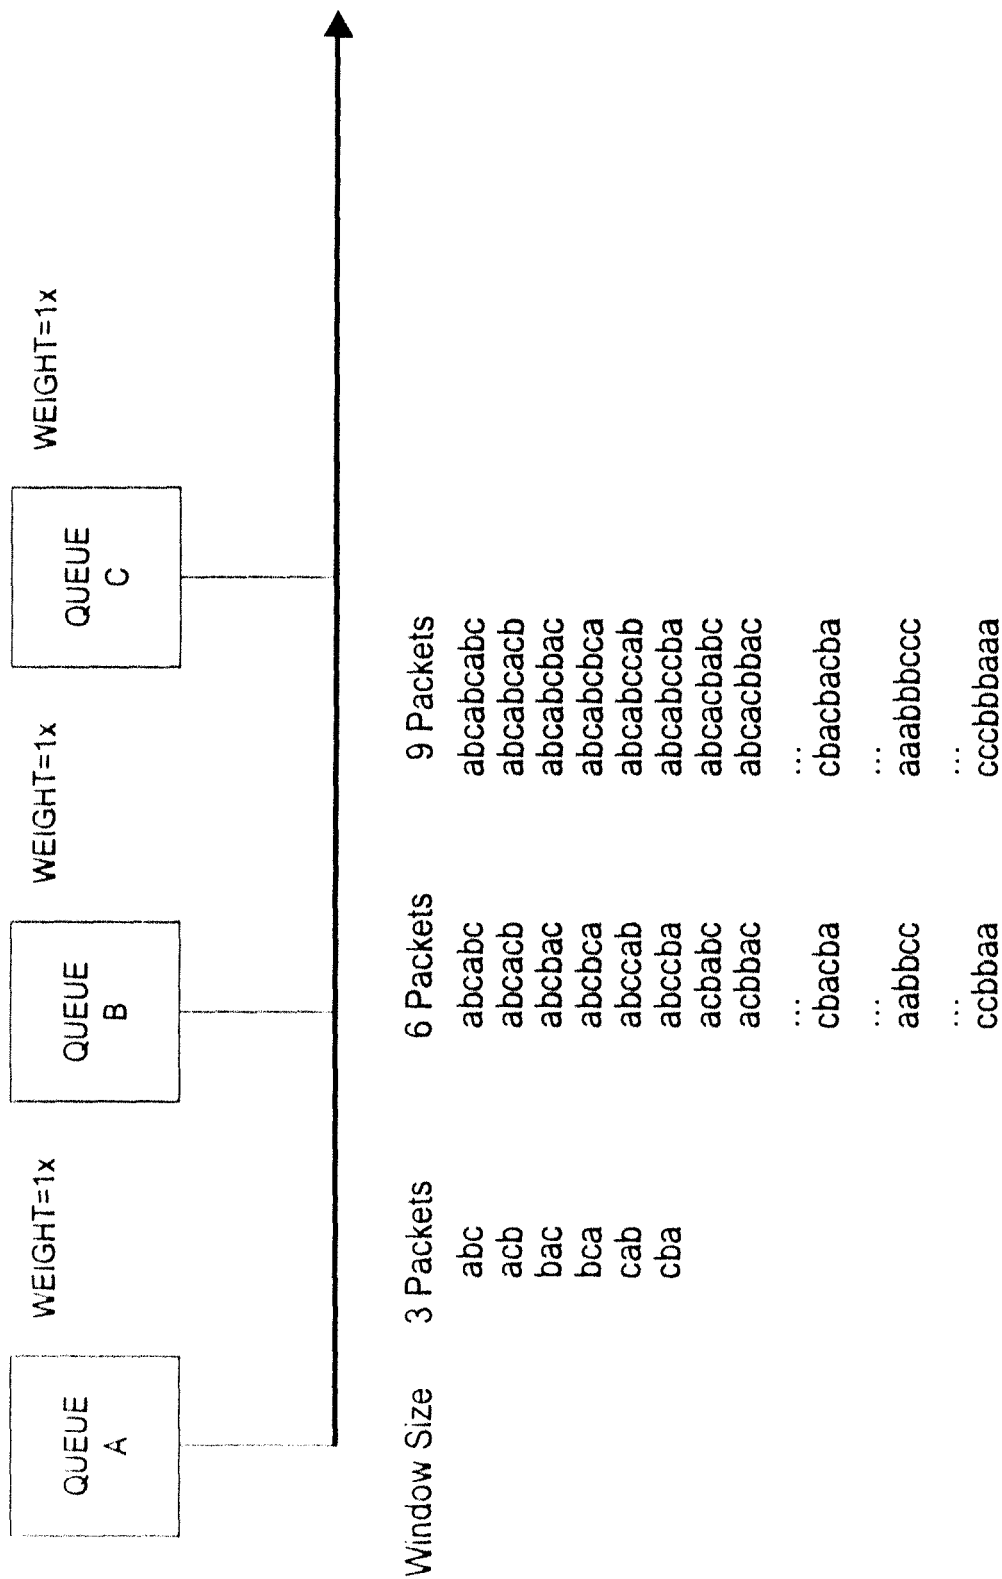 QUEUE
A
WEIGHT=1x
QUEUE
B
WEIGHT=1x
QUEUE
C
WEIGHT=1x
Window Size
3 Packets
abc
acb
bac
bca
cab
cba
6 Packets
abcabc
abcacb
abcbac
abcbca
abccab
abccba
acbabc
acbbac
...
cbacba
...
aabbcc
...
ccbbaa
9 Packets
abcabcabc
abcabcacb
abcabcbac
abcabcbca
abcabccab
abcabccba
abcacbabc
abcacbbac
...
cbacbacba
...
aaabbbccc
...
cccbbbaaa